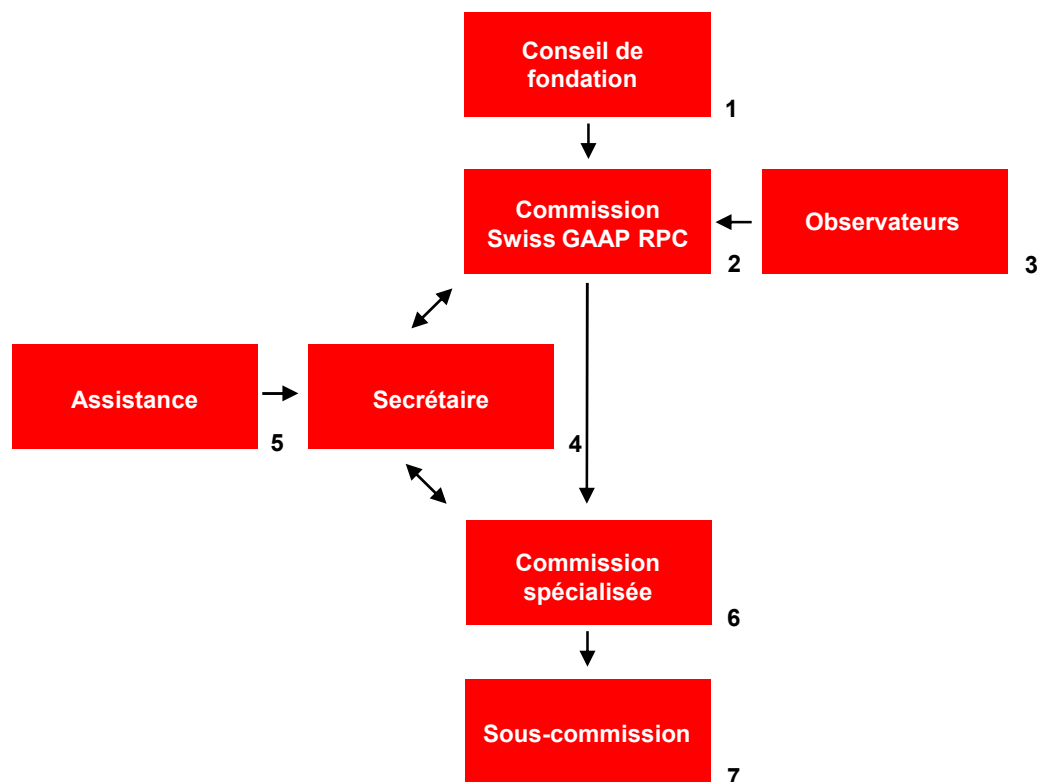 Conseil de
fondation
1
Commission
Swiss GAAP RPC
2
Observateurs
3
Assistance
5
Secrétaire
4
Commission
spécialisée
6
Sous-commission
7